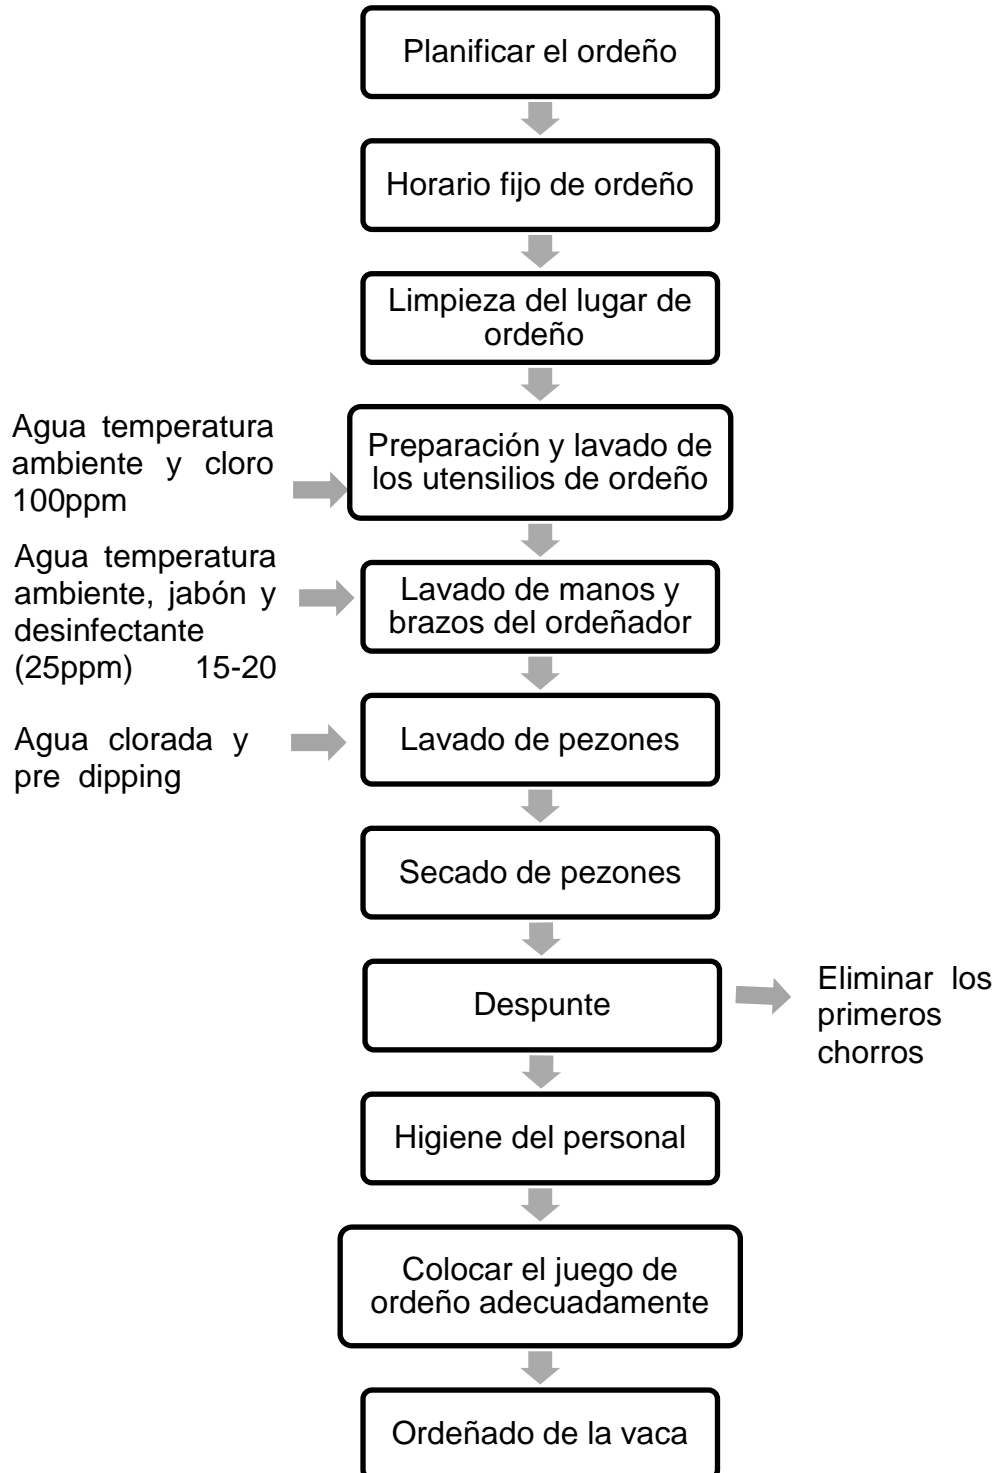 Planificar el ordeño
Horario fijo de ordeño
Limpieza del lugar de
ordeño
Agua temperatura
ambiente y cloro
100ppm
Preparación y lavado de
los utensilios de ordeño
Agua temperatura
ambiente, jabón y
desinfectante
(25ppm) 15-20
Lavado de manos y
brazos del ordeñador
Agua clorada y
pre dipping
Lavado de pezones
Secado de pezones
Despunte
Eliminar los
primeros
chorros
Higiene del personal
Colocar el juego de
ordeño adecuadamente
Ordeñado de la vaca